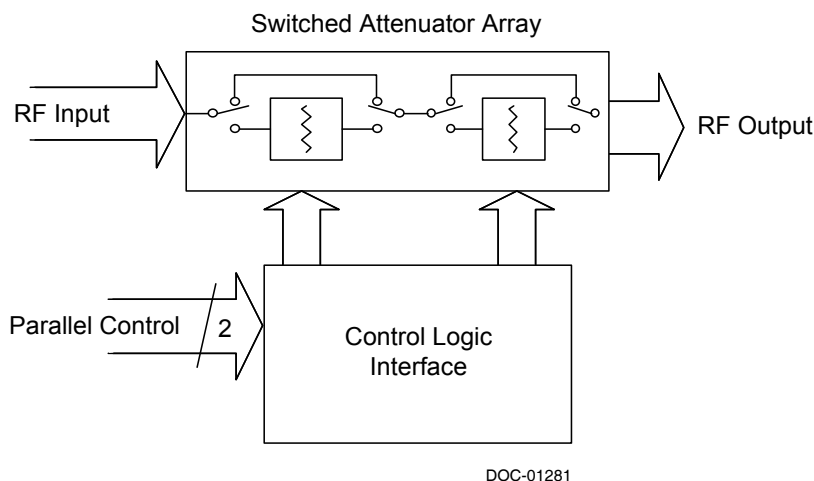 Switched Attenuator Array
RF Input
RF Output
Parallel Control
2
Control Logic
Interface
DOC-01281